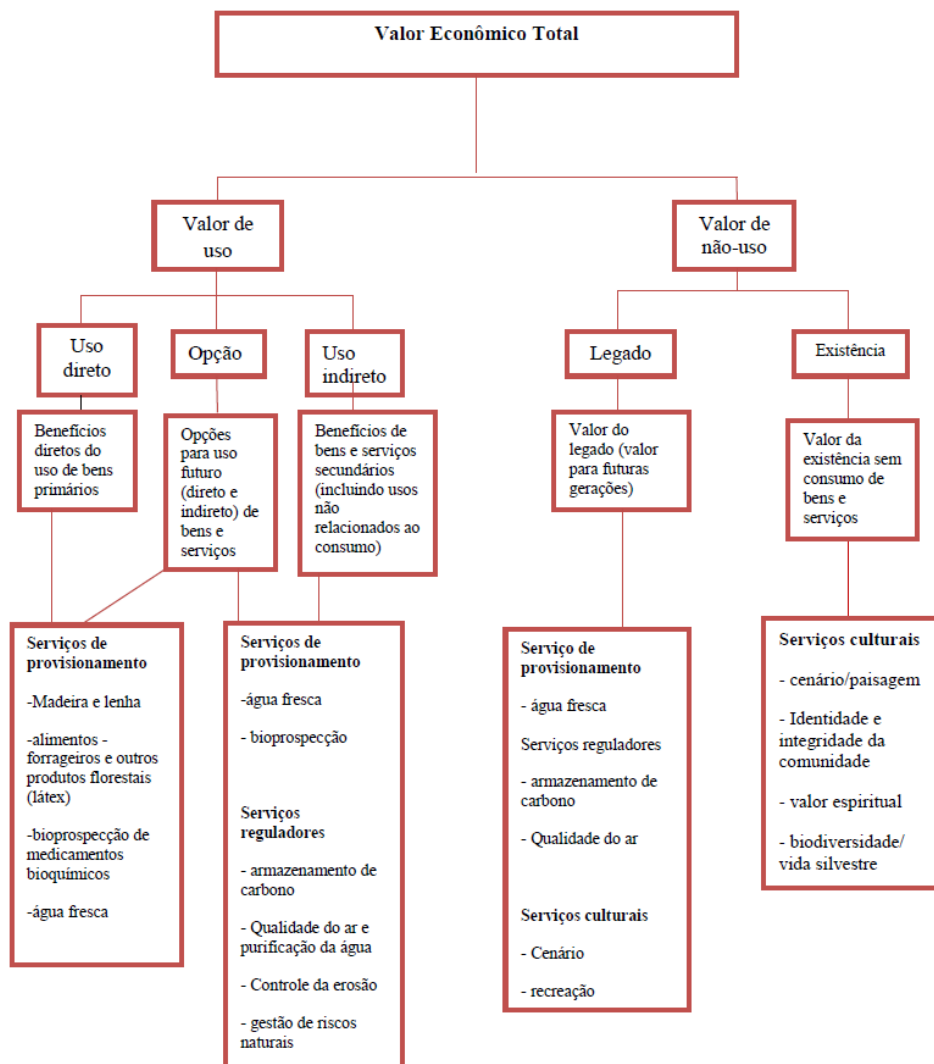 Valor Econômico Total
Valor de
uso
Valor de
não-uso
Uso
direto
Opção
Uso
indireto
Legado
Existência
Benefícios
diretos do
uso de bens
primários
Opções
para uso
futuro
(direto e
indireto) de
bens e
serviços
Benefícios de
bens e serviços
secundários
(incluindo usos
não
relacionados ao
consumo)
Valor do
legado (valor
para futuras
gerações)
Valor da
existência sem
consumo de
bens e
serviços
Serviços de
provisionamento
-Madeira e lenha
-alimentos -
forrageiros e outros
produtos florestais
(látex)
-bioprospecção de
medicamentos
bioquímicos
-água fresca
Serviços de
provisionamento
-água fresca
- bioprospecção
Serviços
reguladores
- armazenamento de
carbono
- Qualidade do ar e
purificação da água
- Controle da erosão
- gestão de riscos
naturais
Serviço de
provisionamento
- água fresca
Serviços reguladores
- armazenamento de
carbono
- Qualidade do ar
Serviços culturais
- Cenário
- recreação
Serviços culturais
- cenário/paisagem
- Identidade e
integridade da
comunidade
- valor espiritual
- biodiversidade/
vida silvestre